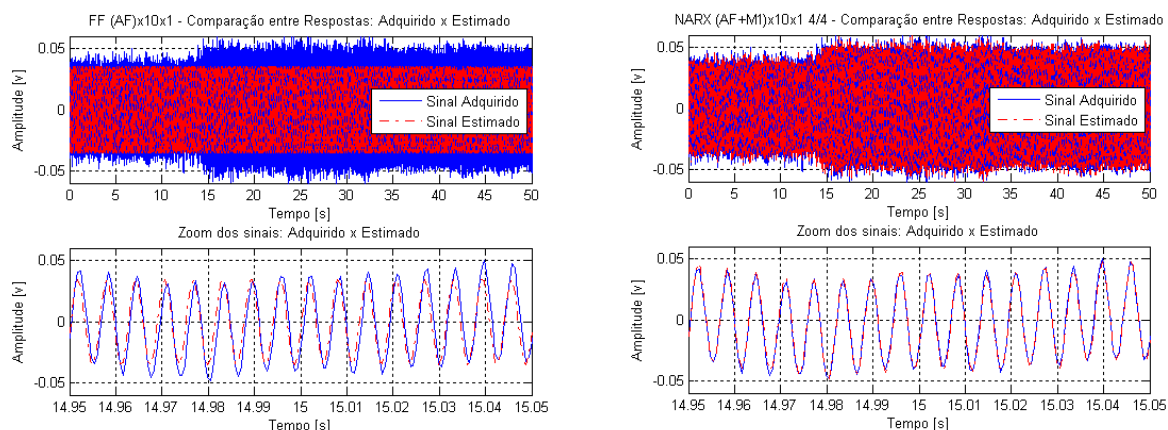 FF (AF)x10x1 - Comparação entre Respostas: Adquirido x Estimado
0.05
0
-0.05
Amplitude [v]
Sinal Adquirido
Sinal Estimado
0 5 10 15 20 25 30 35 40 45 50
Tempo [s]
Zoom dos sinais: Adquirido x Estimado
0.05
0
-0.05
Amplitude [v]
14.95 14.96 14.97 14.98 14.99 15 15.01 15.02 15.03 15.04 15.05
Tempo [s]
NARX (AF+M1)x10x1 4/4 - Comparação entre Respostas: Adquirido x Estimado
0.05
0
-0.05
Amplitude [v]
Sinal Adquirido
Sinal Estimado
0 5 10 15 20 25 30 35 40 45 50
Tempo [s]
Zoom dos sinais: Adquirido x Estimado
0.05
0
-0.05
Amplitude [v]
14.95 14.96 14.97 14.98 14.99 15 15.01 15.02 15.03 15.04 15.05
Tempo [s]